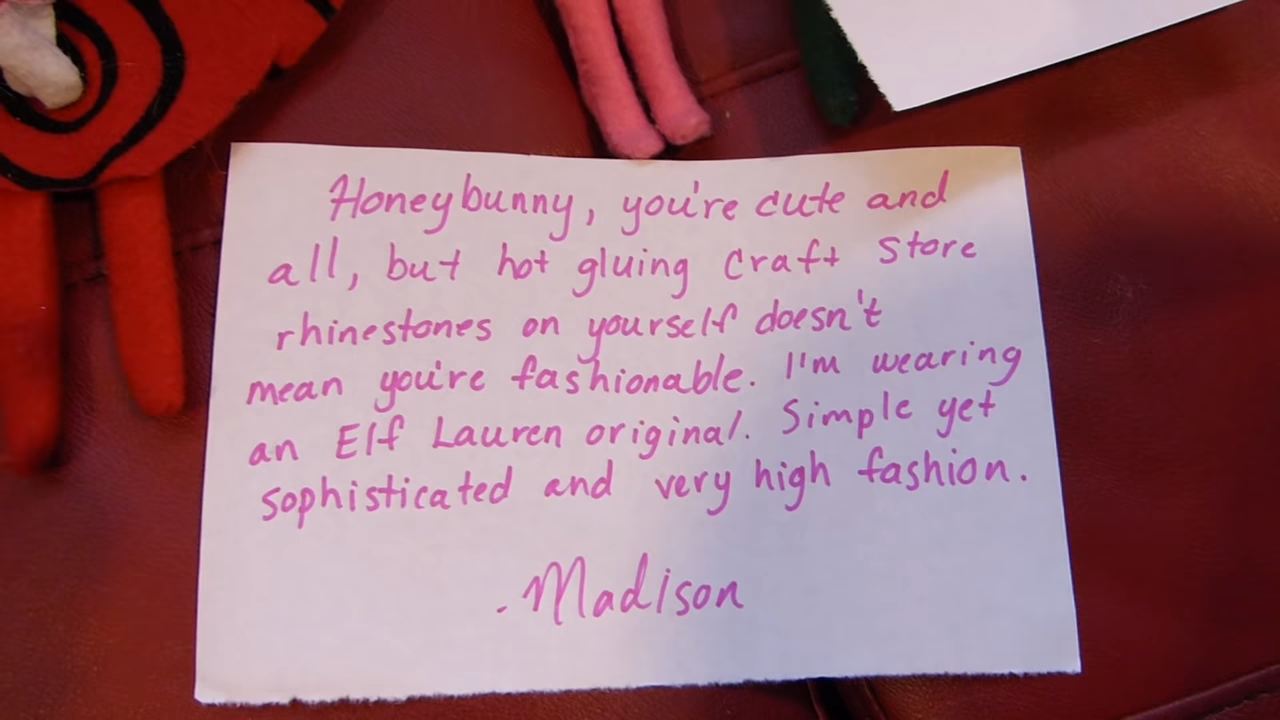 Honeybunny, you're cute and
all, but hot gluing craft store
rhinestones on yourself doesn't
mean you're fashionable. I'm wearing
an Elf Lauren original. Simple yet
sophisticated and very high fashion.
- Madison